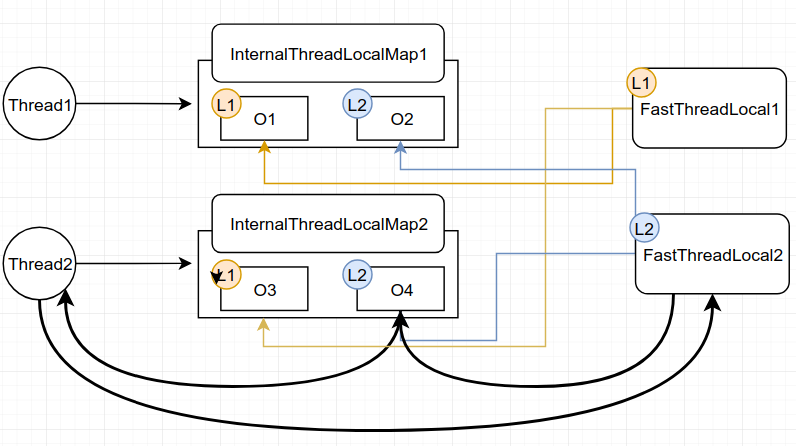 InternalThreadLocalMap1
Thread1
L1
O1
L2
O2
L1
FastThreadLocal1
InternalThreadLocalMap2
Thread2
L1
O3
L2
O4
L2
FastThreadLocal2